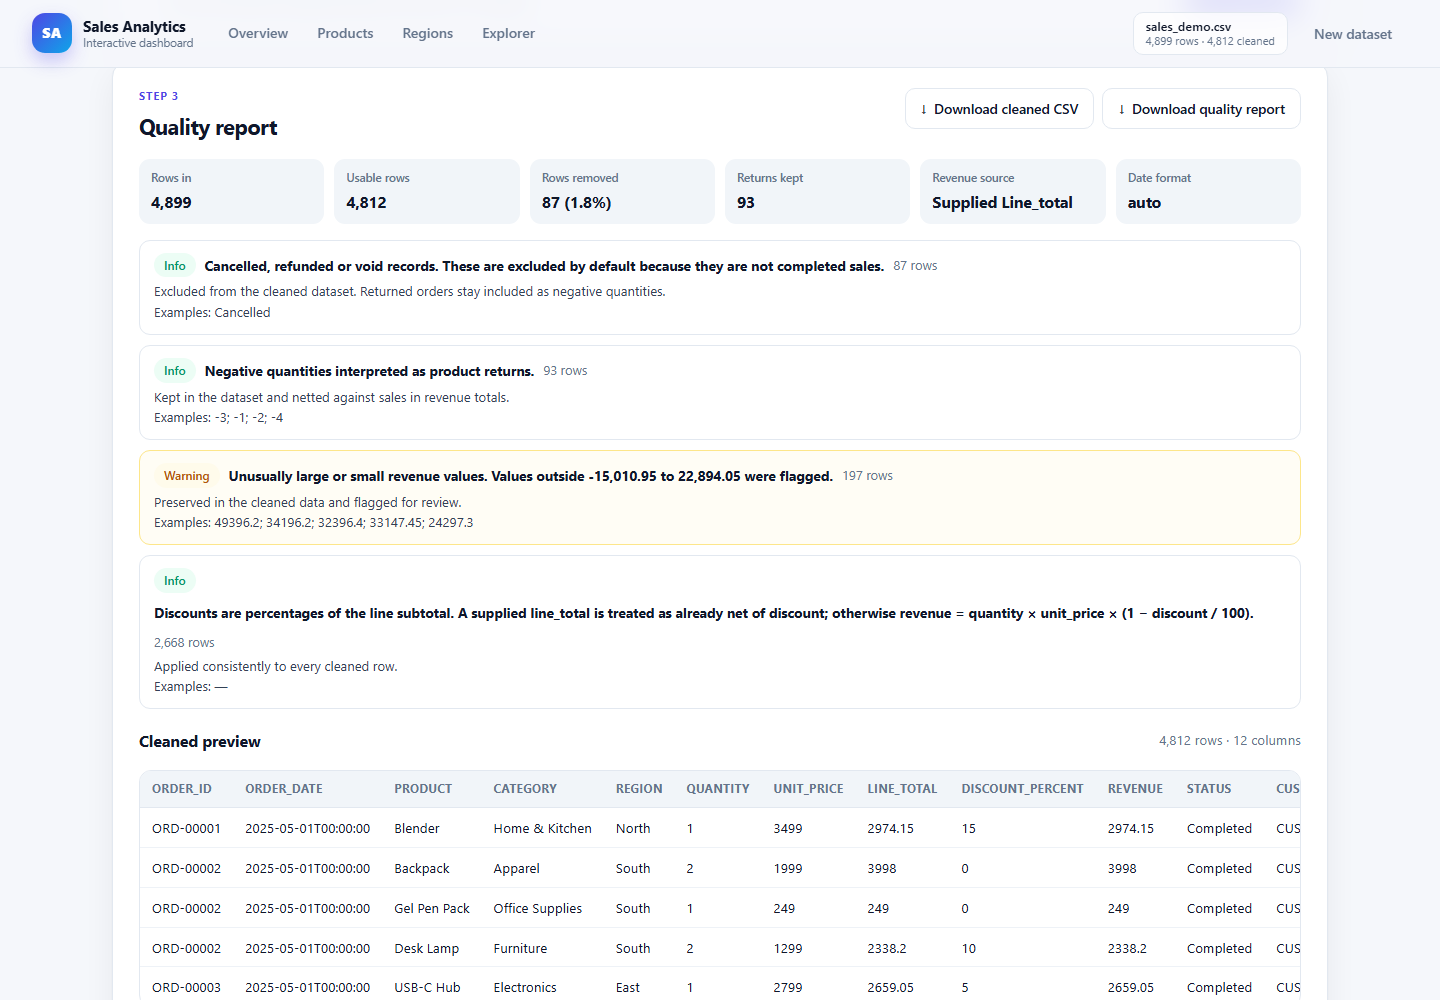 SA
Sales Analytics
Interactive dashboard
Overview Products Regions Explorer
sales_demo.csv
4,899 rows · 4,812 cleaned
New dataset
STEP 3
Quality report
↓ Download cleaned CSV
↓ Download quality report
Rows in
4,899
Usable rows
4,812
Rows removed
87 (1.8%)
Returns kept
93
Revenue source
Supplied Line_total
Date format
auto
Info Cancelled, refunded or void records. These are excluded by default because they are not completed sales. 87 rows
Excluded from the cleaned dataset. Returned orders stay included as negative quantities.
Examples: Cancelled
Info Negative quantities interpreted as product returns. 93 rows
Kept in the dataset and netted against sales in revenue totals.
Examples: -3; -1; -2; -4
Warning Unusually large or small revenue values. Values outside -15,010.95 to 22,894.05 were flagged. 197 rows
Preserved in the cleaned data and flagged for review.
Examples: 49396.2; 34196.2; 32396.4; 33147.45; 24297.3
Info
Discounts are percentages of the line subtotal. A supplied line_total is treated as already net of discount; otherwise revenue = quantity × unit_price × (1 − discount / 100).
2,668 rows
Applied consistently to every cleaned row.
Examples: —
Cleaned preview
4,812 rows · 12 columns
ORDER_ID ORDER_DATE PRODUCT CATEGORY REGION QUANTITY UNIT_PRICE LINE_TOTAL DISCOUNT_PERCENT REVENUE STATUS CUS
ORD-00001 2025-05-01T00:00:00 Blender Home & Kitchen North 1 3499 2974.15 15 2974.15 Completed CUS
ORD-00002 2025-05-01T00:00:00 Backpack Apparel South 2 1999 3998 0 3998 Completed CUS
ORD-00002 2025-05-01T00:00:00 Gel Pen Pack Office Supplies South 1 249 249 0 249 Completed CUS
ORD-00002 2025-05-01T00:00:00 Desk Lamp Furniture South 2 1299 2338.2 10 2338.2 Completed CUS
ORD-00003 2025-05-01T00:00:00 USB-C Hub Electronics East 1 2799 2659.05 5 2659.05 Completed CUS